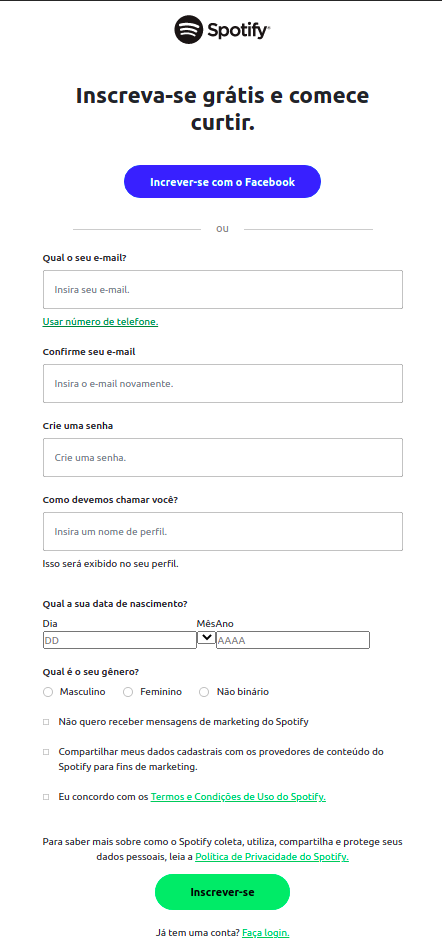 Spotify®
Inscreva-se grátis e comece
curtir.
Increver-se com o Facebook
OU
Qual o seu e-mail?
Insira seu e-mail.
Usar número de telefone.
Confirme seu e-mail
Insira o e-mail novamente.
Crie uma senha
Crie uma senha.
Como devemos chamar você?
Insira um nome de perfil.
Isso será exibido no seu perfil.
Qual a sua data de nascimento?
Dia MêsAno
DD AAAA
Qual é o seu gênero?
Masculino Feminino Não binário
Não quero receber mensagens de marketing do Spotify
Compartilhar meus dados cadastrais com os provedores de conteúdo do
Spotify para fins de marketing.
Eu concordo com os Termos e Condições de Uso do Spotify.
Para saber mais sobre como o Spotify coleta, utiliza, compartilha e protege seus
dados pessoais, leia a Política de Privacidade do Spotify.
Inscrever-se
Já tem uma conta? Faça login.